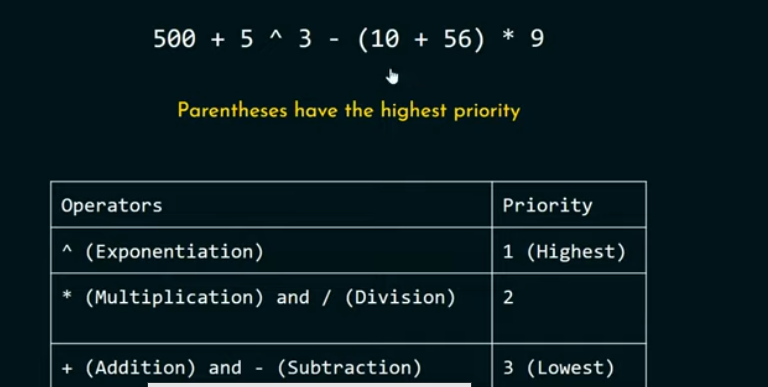 500 + 5 ^ 3 - (10 + 56) * 9
Parentheses have the highest priority
Operators Priority
^ (Exponentiation) 1 (Highest)
* (Multiplication) and / (Division) 2
+ (Addition) and - (Subtraction) 3 (Lowest)